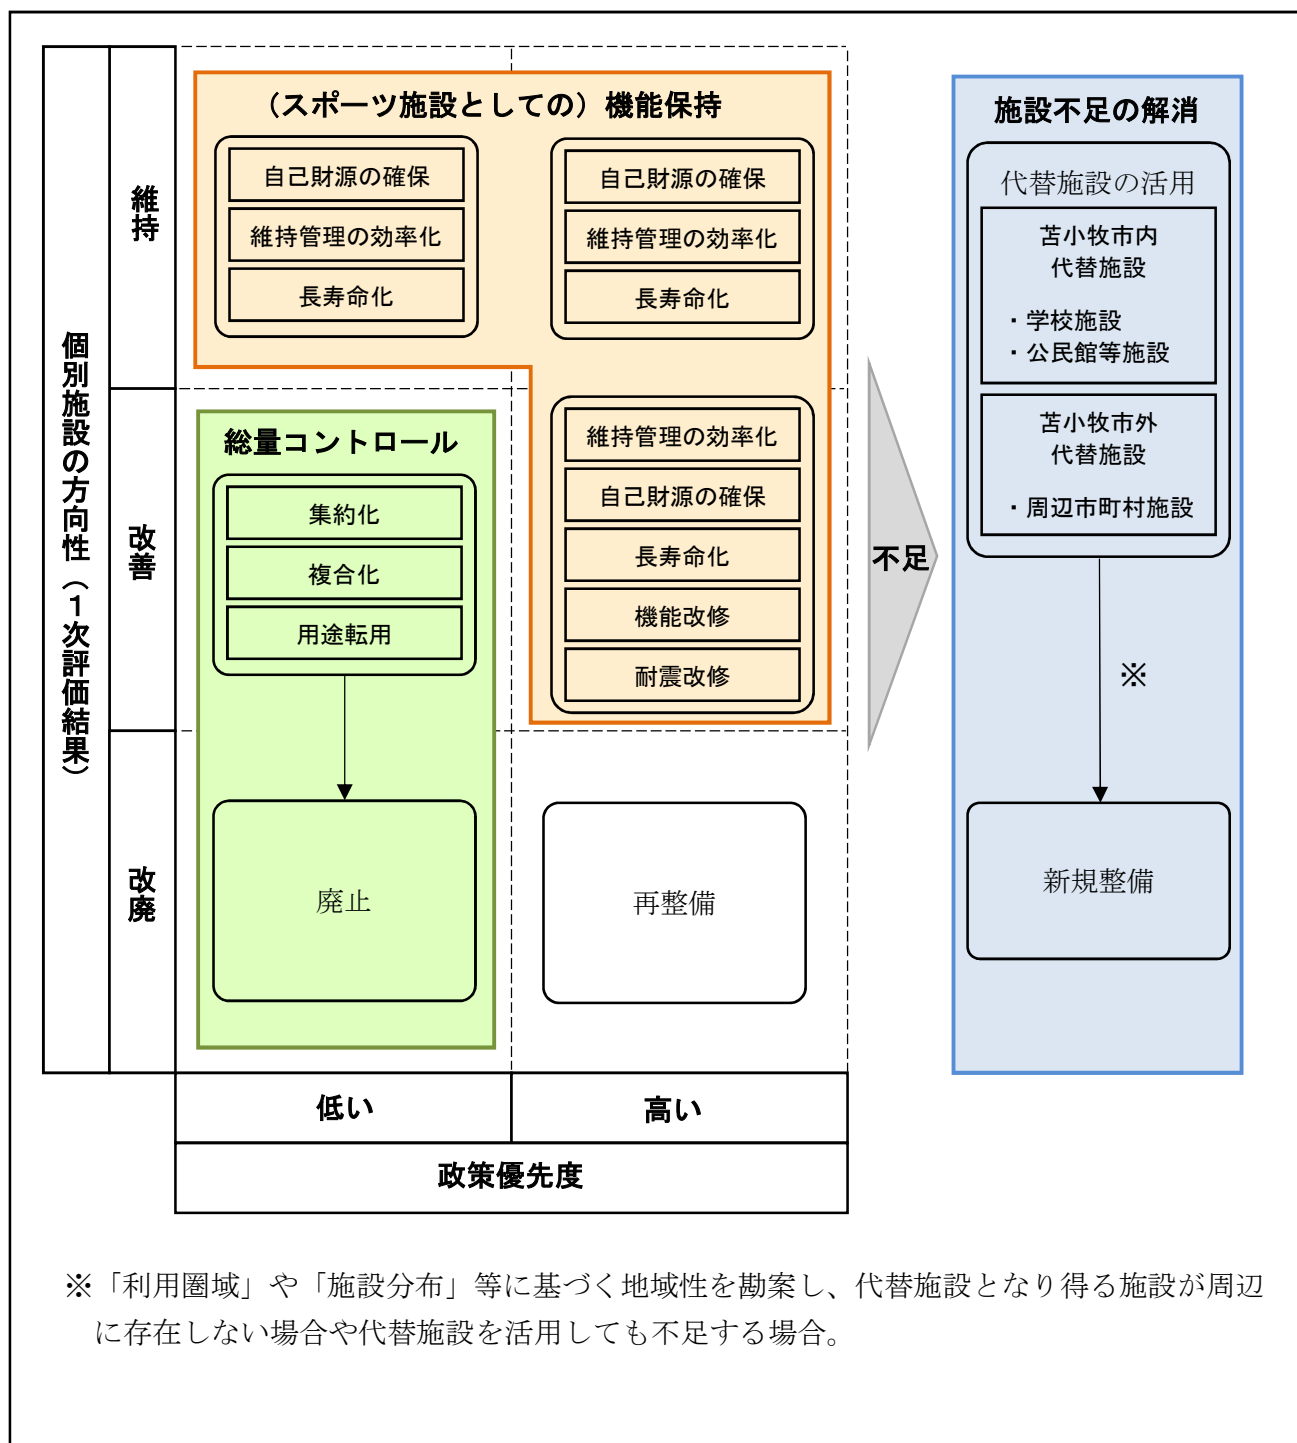 個別施設の方向性（１次評価結果）
維持
改善
改廃
（スポーツ施設としての）機能保持
自己財源の確保
維持管理の効率化
長寿命化
自己財源の確保
維持管理の効率化
長寿命化
維持管理の効率化
自己財源の確保
長寿命化
機能改修
耐震改修
総量コントロール
集約化
複合化
用途転用
廃止
再整備
低い
高い
政策優先度
不足
施設不足の解消
代替施設の活用
苫小牧市内
代替施設
・学校施設
・公民館等施設
苫小牧市外
代替施設
・周辺市町村施設
※
新規整備
※「利用圏域」や「施設分布」等に基づく地域性を勘案し、代替施設となり得る施設が周辺
に存在しない場合や代替施設を活用しても不足する場合。